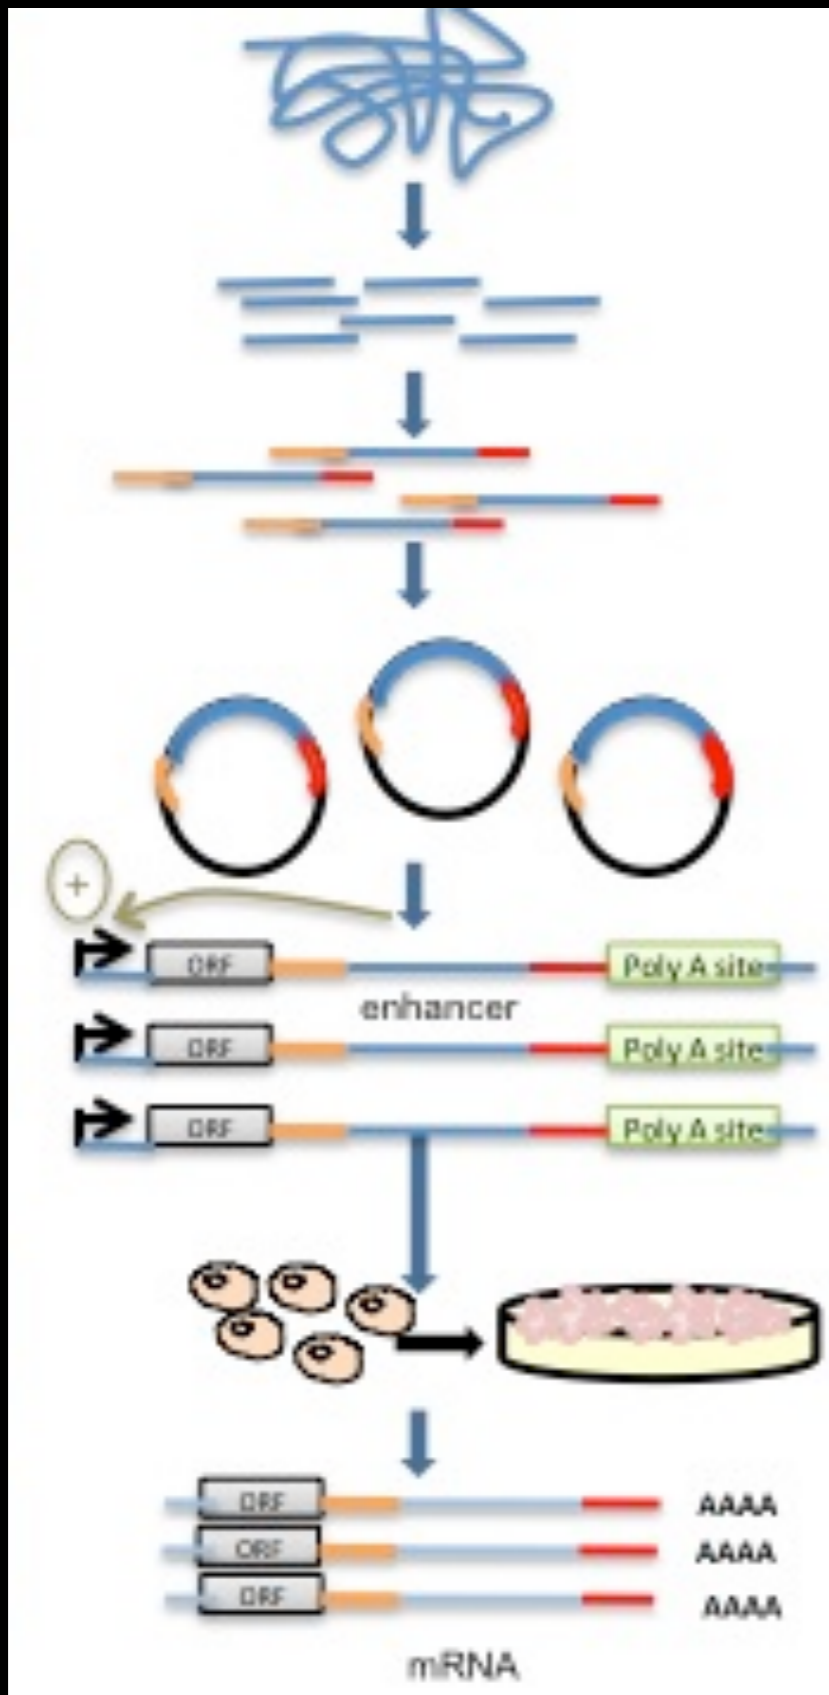 +
ORF Poly A site
enhancer
ORF Poly A site
ORF Poly A site
ORF AAAA
ORF AAAA
ORF AAAA
mRNA